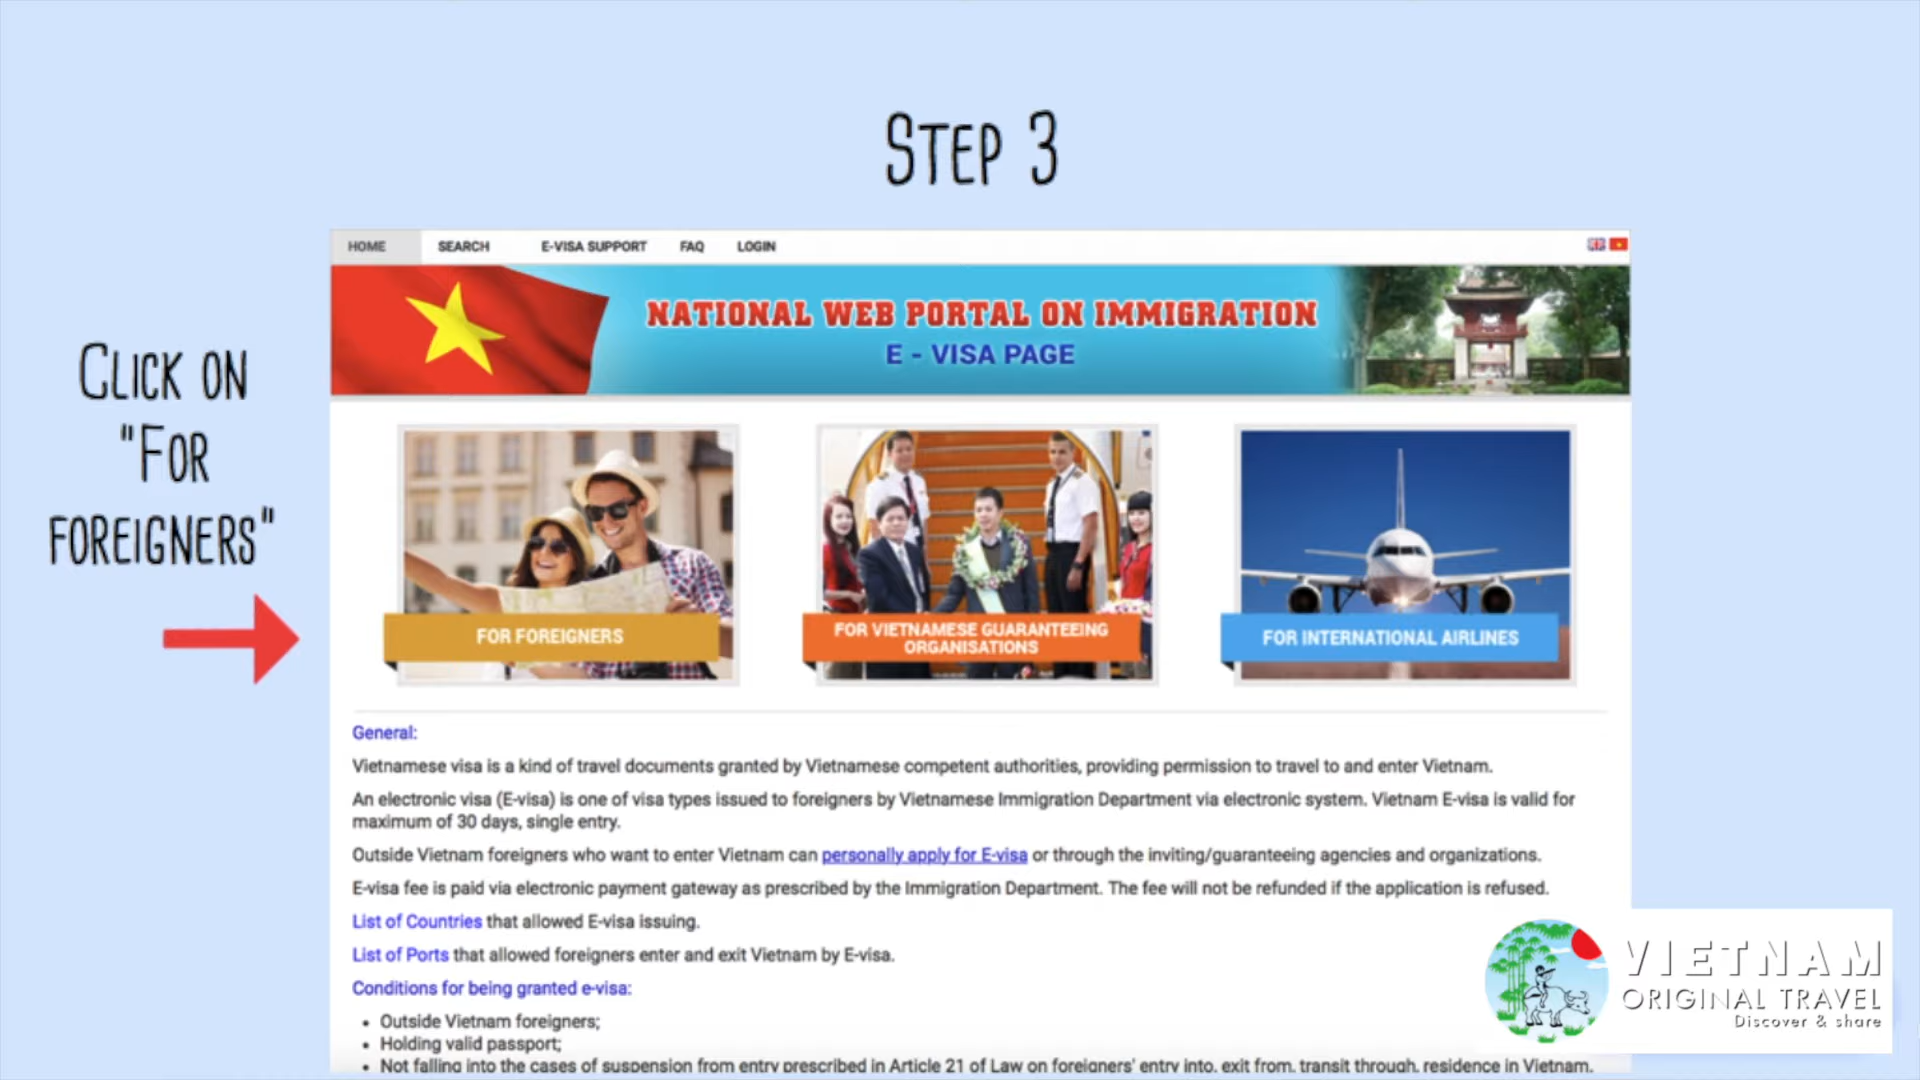 STEP 3
CLICK ON
"FOR
FOREIGNERS"
HOME SEARCH E-VISA SUPPORT FAQ LOGIN
NATIONAL WEB PORTAL ON IMMIGRATION
E - VISA PAGE
FOR FOREIGNERS
FOR VIETNAMESE GUARANTEEING
ORGANISATIONS
FOR INTERNATIONAL AIRLINES
General:
Vietnamese visa is a kind of travel documents granted by Vietnamese competent authorities, providing permission to travel to and enter Vietnam.
An electronic visa (E-visa) is one of visa types issued to foreigners by Vietnamese Immigration Department via electronic system. Vietnam E-visa is valid for
maximum of 30 days, single entry.
Outside Vietnam foreigners who want to enter Vietnam can personally apply for E-visa or through the inviting/guaranteeing agencies and organizations.
E-visa fee is paid via electronic payment gateway as prescribed by the Immigration Department. The fee will not be refunded if the application is refused.
List of Countries that allowed E-visa issuing.
List of Ports that allowed foreigners enter and exit Vietnam by E-visa.
Conditions for being granted e-visa:
• Outside Vietnam foreigners;
• Holding valid passport;
• Not falling into the cases of suspension from entry prescribed in Article 21 of Law on foreigners' entry into, exit from, transit through, residence in Vietnam.
VIETNAM
ORIGINAL TRAVEL
Discover & share